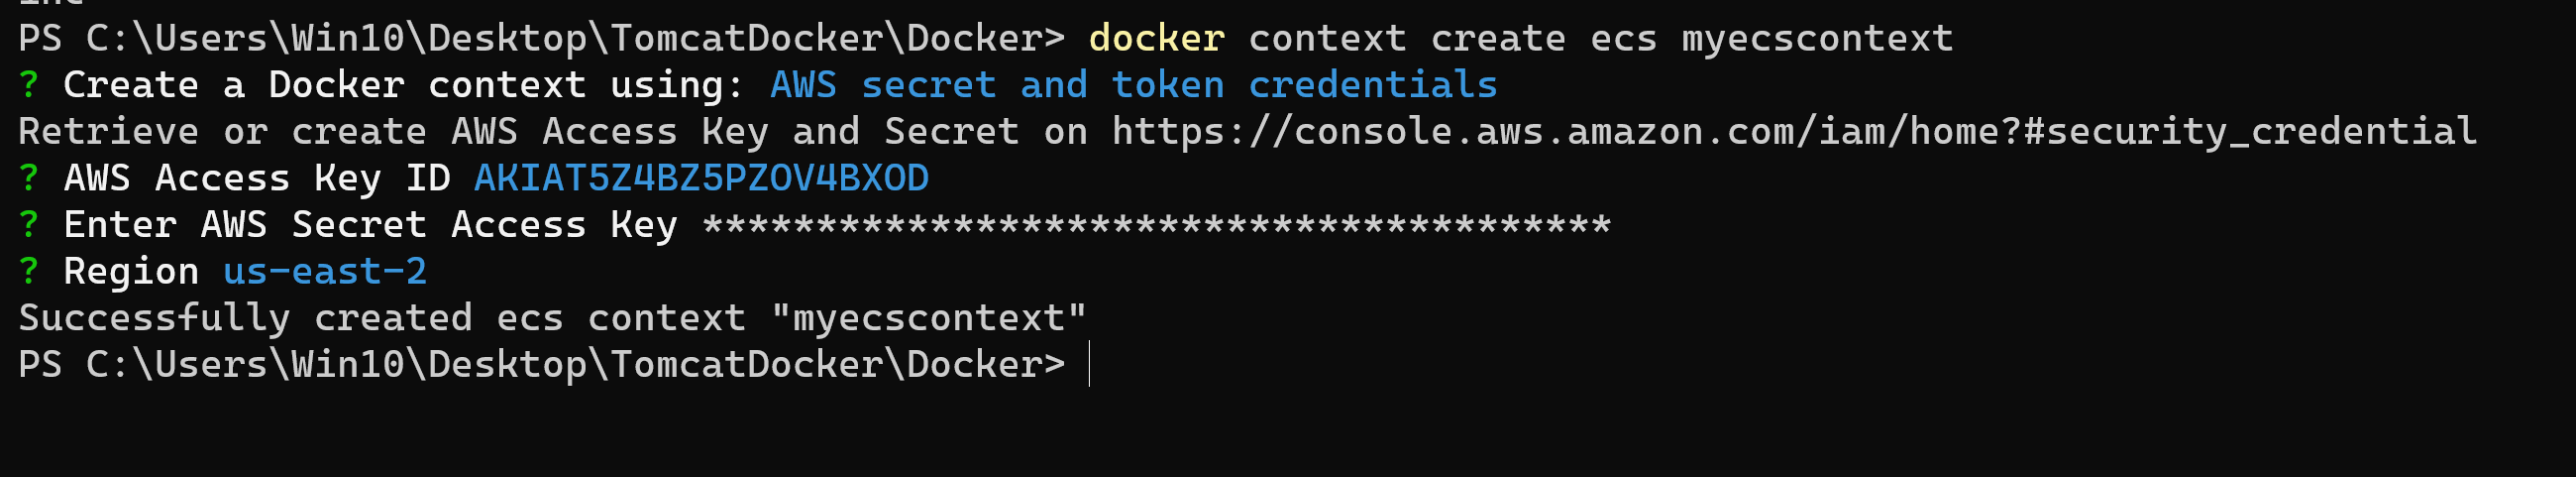 PS C:\Users\Win10\Desktop\TomcatDocker\Docker> docker context create ecs myecscontext
? Create a Docker context using: AWS secret and token credentials
Retrieve or create AWS Access Key and Secret on https://console.aws.amazon.com/iam/home?#security_credential
? AWS Access Key ID AKIAT5Z4BZ5PZOV4BXOD
? Enter AWS Secret Access Key ****************************************
? Region us-east-2
Successfully created ecs context "myecscontext"
PS C:\Users\Win10\Desktop\TomcatDocker\Docker>